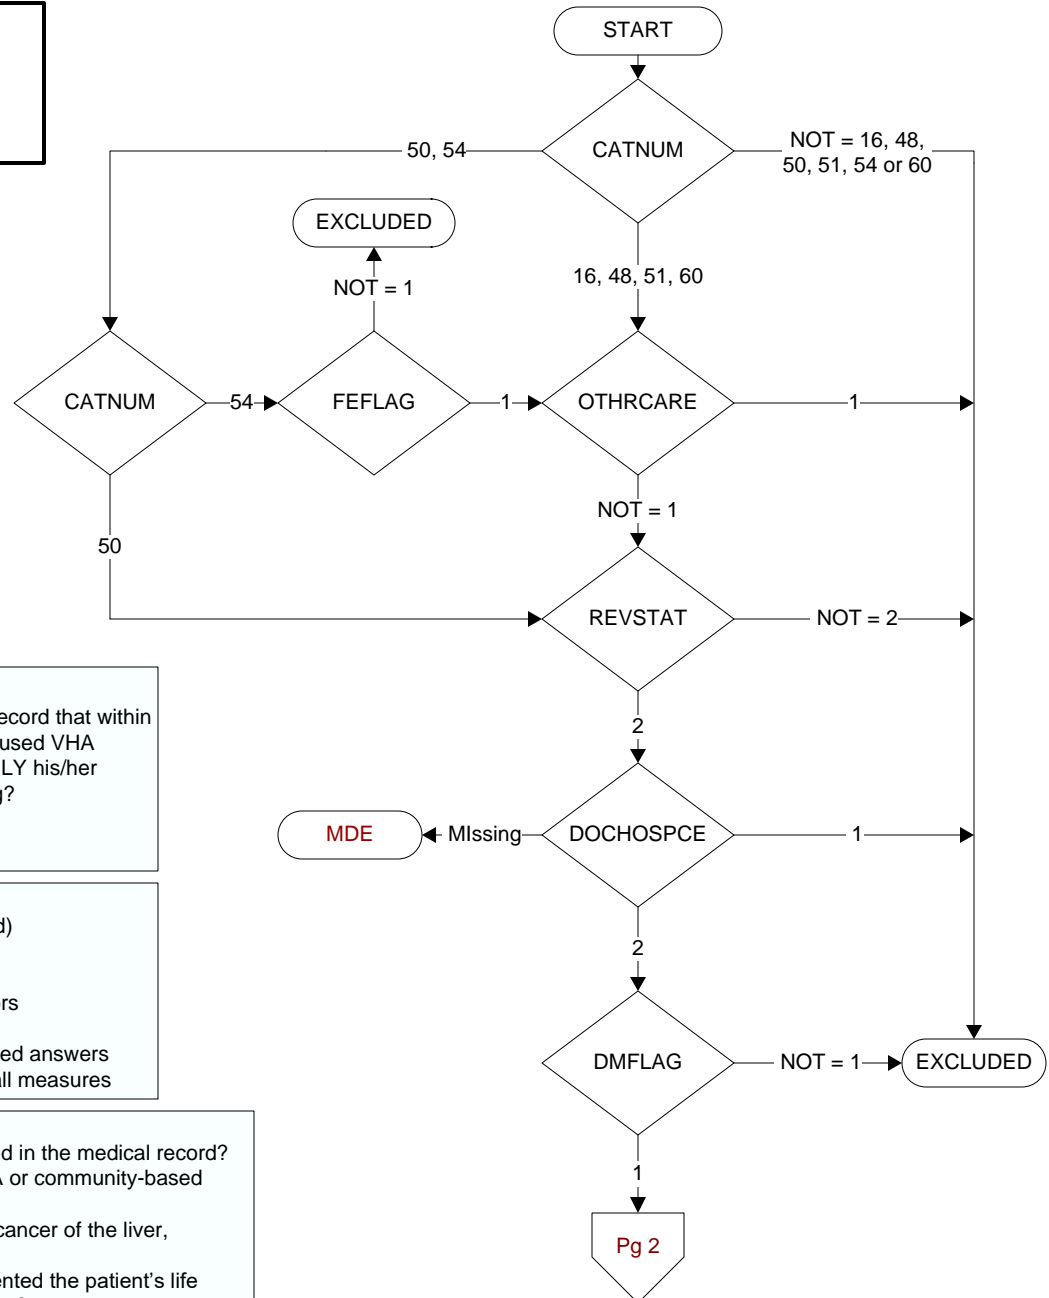 START
CATNUM
50, 54
NOT = 16, 48,
50, 51, 54 or 60
EXCLUDED
NOT = 1
16, 48, 51, 60
CATNUM
54
FEFLAG
1
OTHRCARE
1
NOT = 1
50
REVSTAT
NOT = 2
2
ecord that within
used VHA
LY his/her
g?
MDE
MIssing
DOCHOSPCE
1
d)
2
rs
ed answers
all measures
DMFLAG
NOT = 1
EXCLUDED
ed in the medical record?
A or community-based
1
cancer of the liver,
Pg 2
ented the patient's life